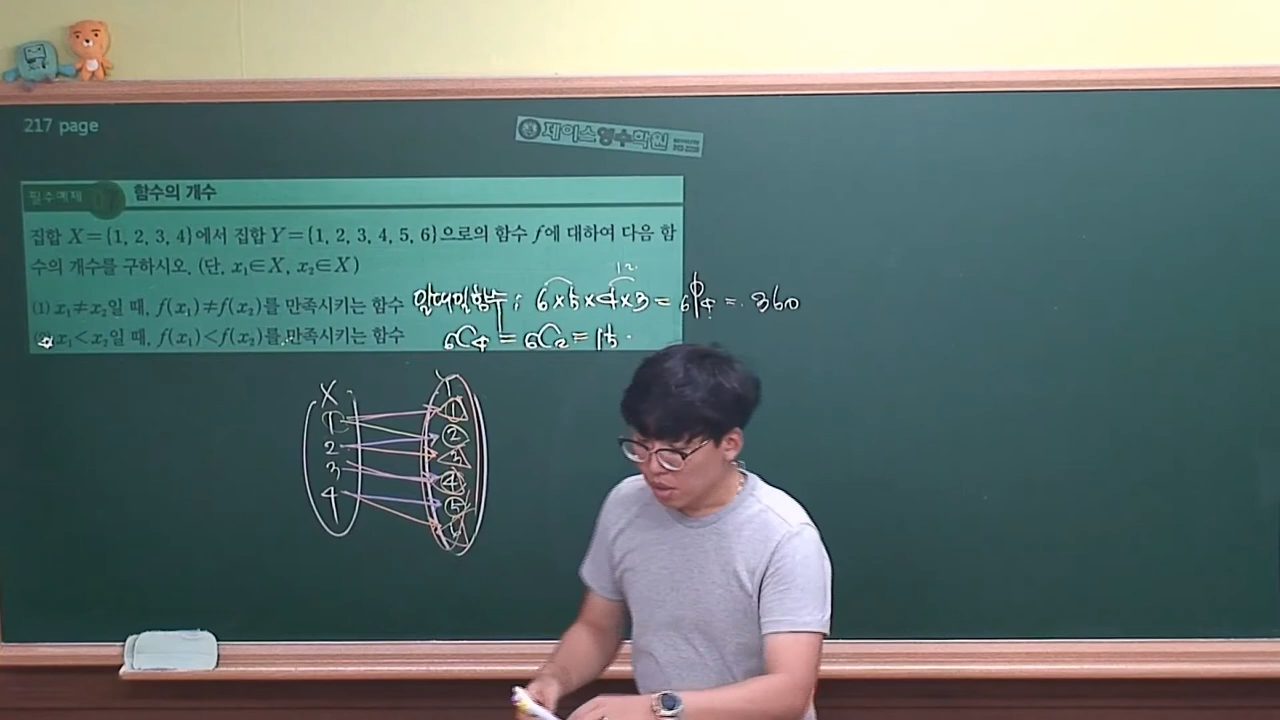 217 page
제이스영수학원
필수예제 함수의 개수
집합 X={1, 2, 3, 4}에서 집합 Y={1, 2, 3, 4, 5, 6}으로의 함수 f에 대하여 다음 함
수의 개수를 구하시오. (단, x₁∈X, x₂∈X)
12
(1) x₁≠x₂일 때, f(x₁)≠f(x₂)를 만족시키는 함수 일대일함수 ; 6×5×4×3 = ₆P₄ = 360
x₁<x₂일 때, f(x₁)<f(x₂)를 만족시키는 함수 ₆C₄ = ₆C₂ = 15
X Y
1 1
2 2
3 3
4 4
5
6